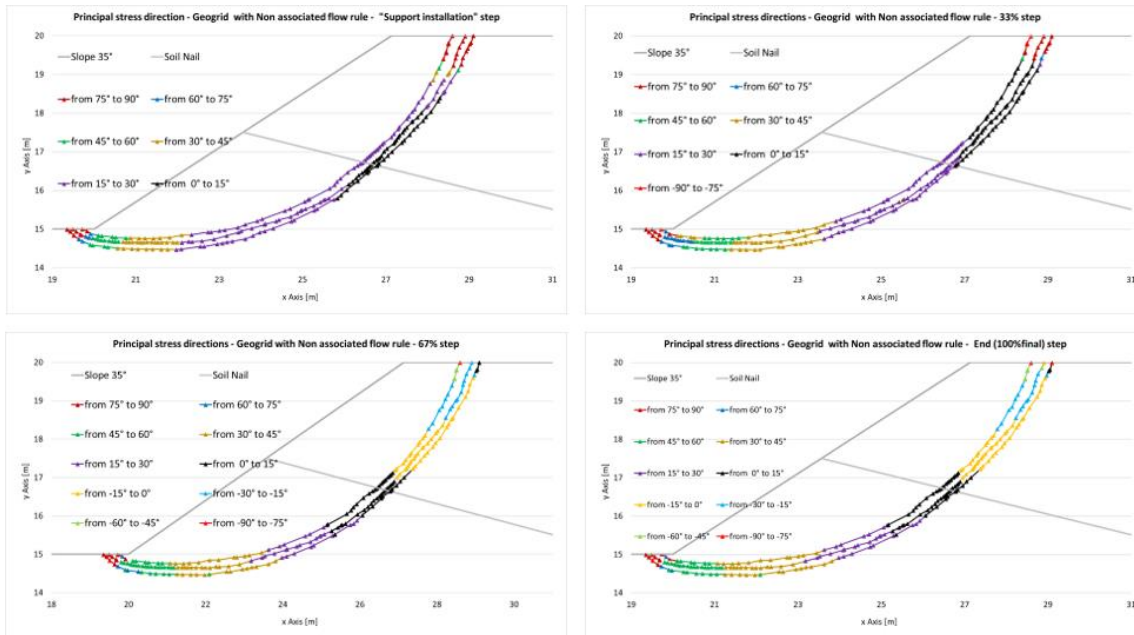 Principal stress direction - Geogrid with Non associated flow rule - "Support installation" step
20
19
18
17
16
15
14
y Axis [m]
Slope 35°
Soil Nail
from 75° to 90°
from 60° to 75°
from 45° to 60°
from 30° to 45°
from 15° to 30°
from 0° to 15°
19
21
23
25
27
29
31
x Axis [m]
Principal stress direction - Geogrid with Non associated flow rule - 33% step
20
19
18
17
16
15
14
y Axis [m]
Slope 35°
Soil Nail
from 75° to 90°
from 60° to 75°
from 45° to 60°
from 30° to 45°
from 15° to 30°
from 0° to 15°
from -90° to -75°
19
21
23
25
27
29
31
x Axis [m]
Principal stress directions - Geogrid with Non associated flow rule - 67% step
20
19
18
17
16
15
14
y Axis [m]
Slope 35°
Soil Nail
from 75° to 90°
from 60° to 75°
from 45° to 60°
from 30° to 45°
from 15° to 30°
from 0° to 15°
from -15° to 0°
from -30° to -15°
from -60° to -45°
from -90° to -75°
18
20
22
24
26
28
30
x Axis [m]
Principal stress directions - Geogrid with Non associated flow rule - End (100%final) step
20
19
18
17
16
15
14
y Axis [m]
Slope 35°
Soil Nail
from 75° to 90°
from 60° to 75°
from 45° to 60°
from 30° to 45°
from 15° to 30°
from 0° to 15°
from -15° to 0°
from -30° to -15°
from -60° to -45°
from -90° to -75°
19
21
23
25
27
29
31
x Axis [m]